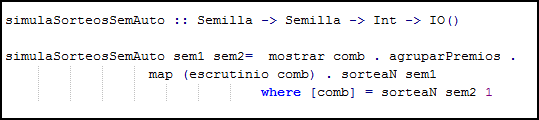 simulaSorteosSemAuto :: Semilla -> Semilla -> Int -> IO()
simulaSorteosSemAuto sem1 sem2=  mostrar comb . agruparPremios .
map (escrutinio comb) . sorteaN sem1
where [comb] = sorteaN sem2 1